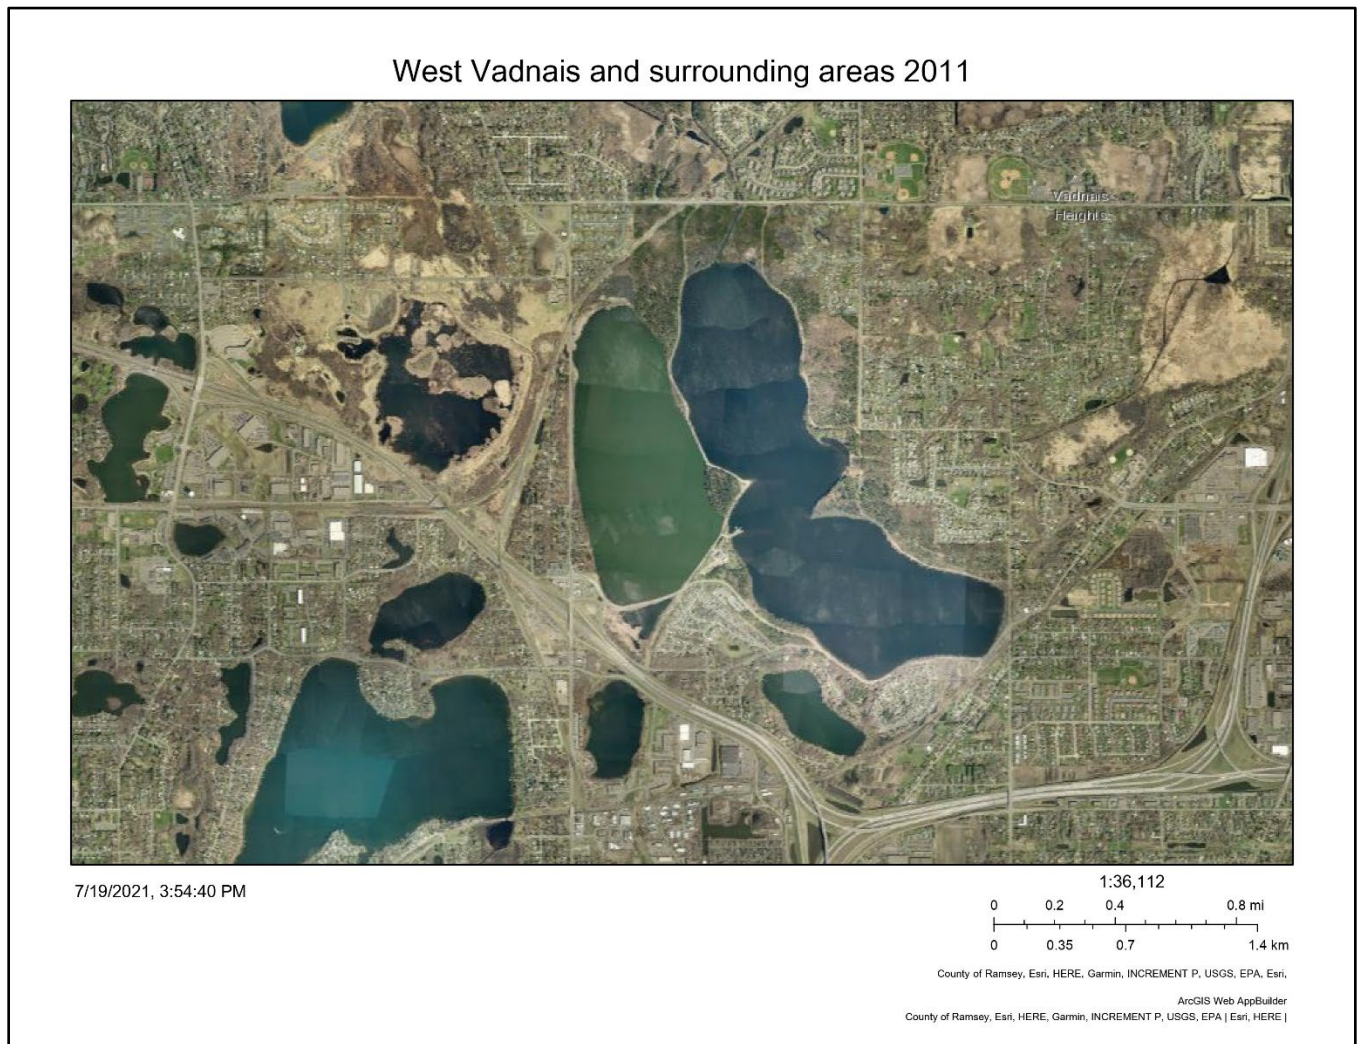 West Vadnais and surrounding areas 2011
Vadnais
Heights
7/19/2021, 3:54:40 PM
1:36,112
0 0.2 0.4 0.8 mi
0 0.35 0.7 1.4 km
County of Ramsey, Esri, HERE, Garmin, INCREMENT P, USGS, EPA, Esri,
ArcGIS Web AppBuilder
County of Ramsey, Esri, HERE, Garmin, INCREMENT P, USGS, EPA | Esri, HERE |